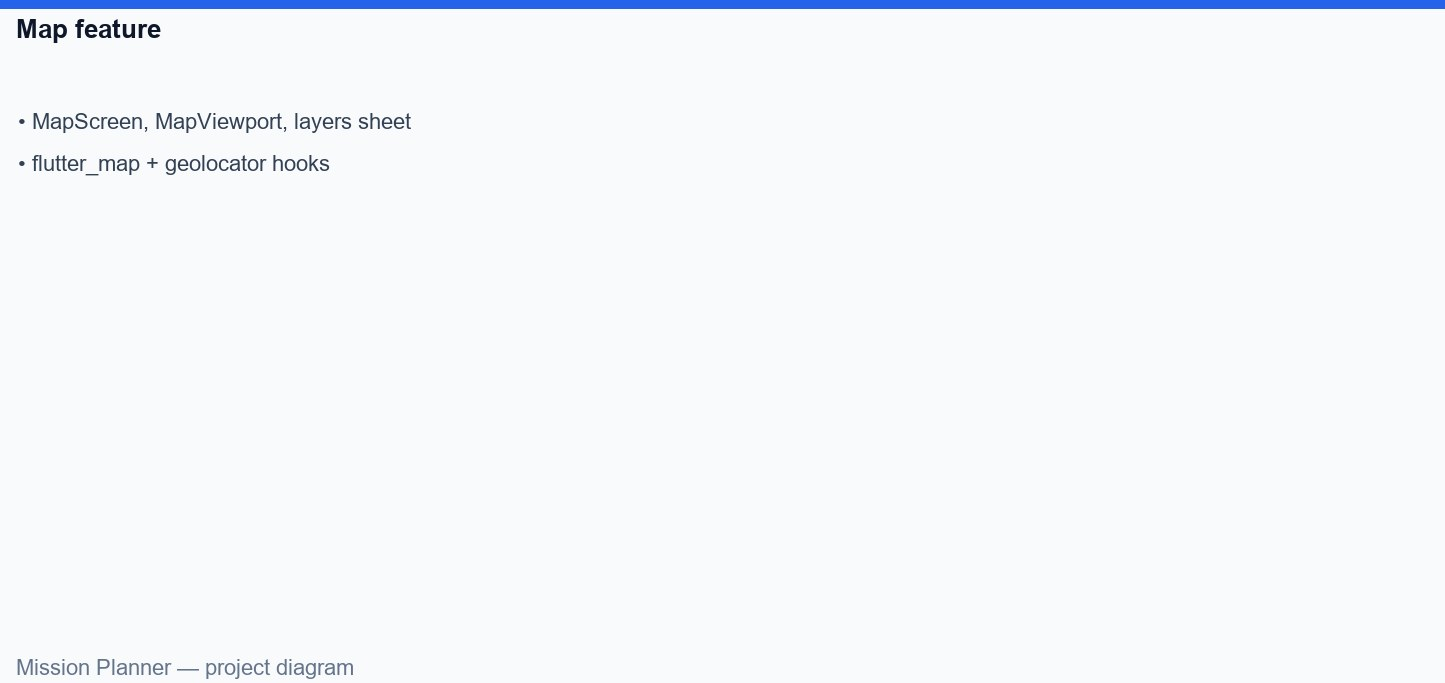 Map feature
• MapScreen, MapViewport, layers sheet
• flutter_map + geolocator hooks
Mission Planner — project diagram